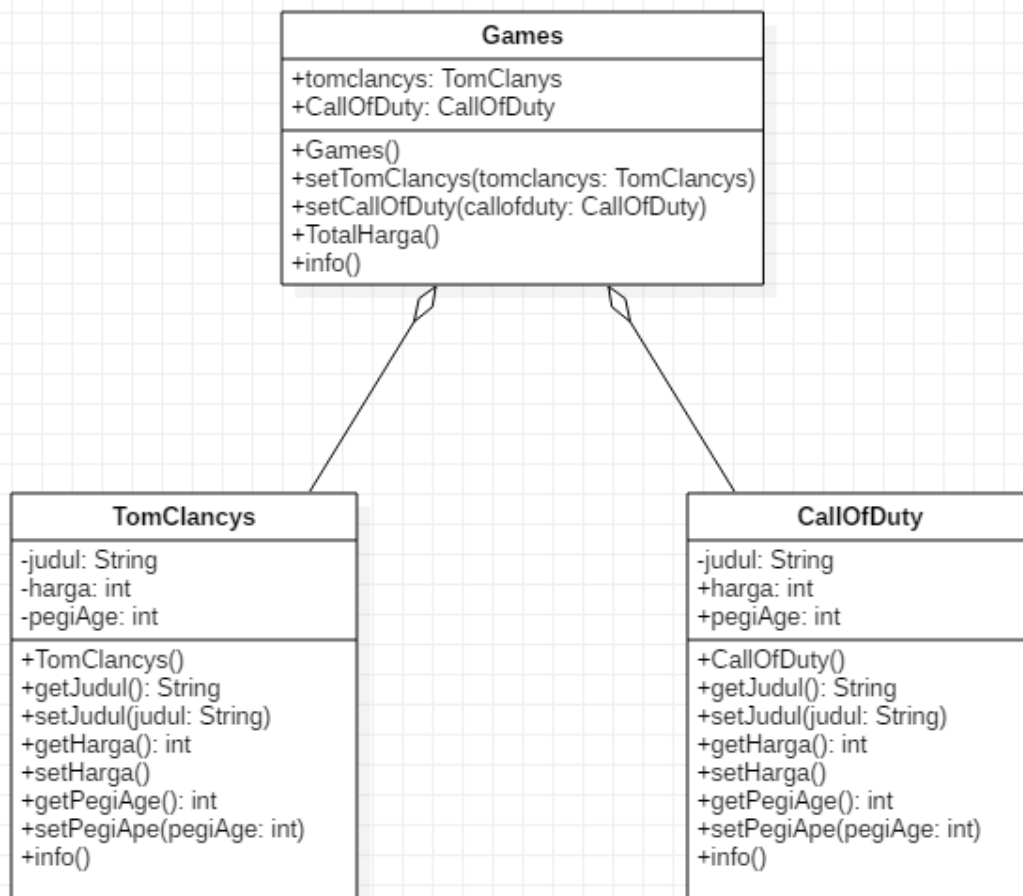 Games
+tomclancys: TomClanys
+CallOfDuty: CallOfDuty
+Games()
+setTomClancys(tomclancys: TomClancys)
+setCallOfDuty(callofduty: CallOfDuty)
+TotalHarga()
+info()
TomClancys
-judul: String
-harga: int
-pegiAge: int
+TomClancys()
+getJudul(): String
+setJudul(judul: String)
+getHarga(): int
+setHarga()
+getPegiAge(): int
+setPegiApe(pegiAge: int)
+info()
CallOfDuty
-judul: String
+harga: int
+pegiAge: int
+CallOfDuty()
+getJudul(): String
+setJudul(judul: String)
+getHarga(): int
+setHarga()
+getPegiAge(): int
+setPegiApe(pegiAge: int)
+info()